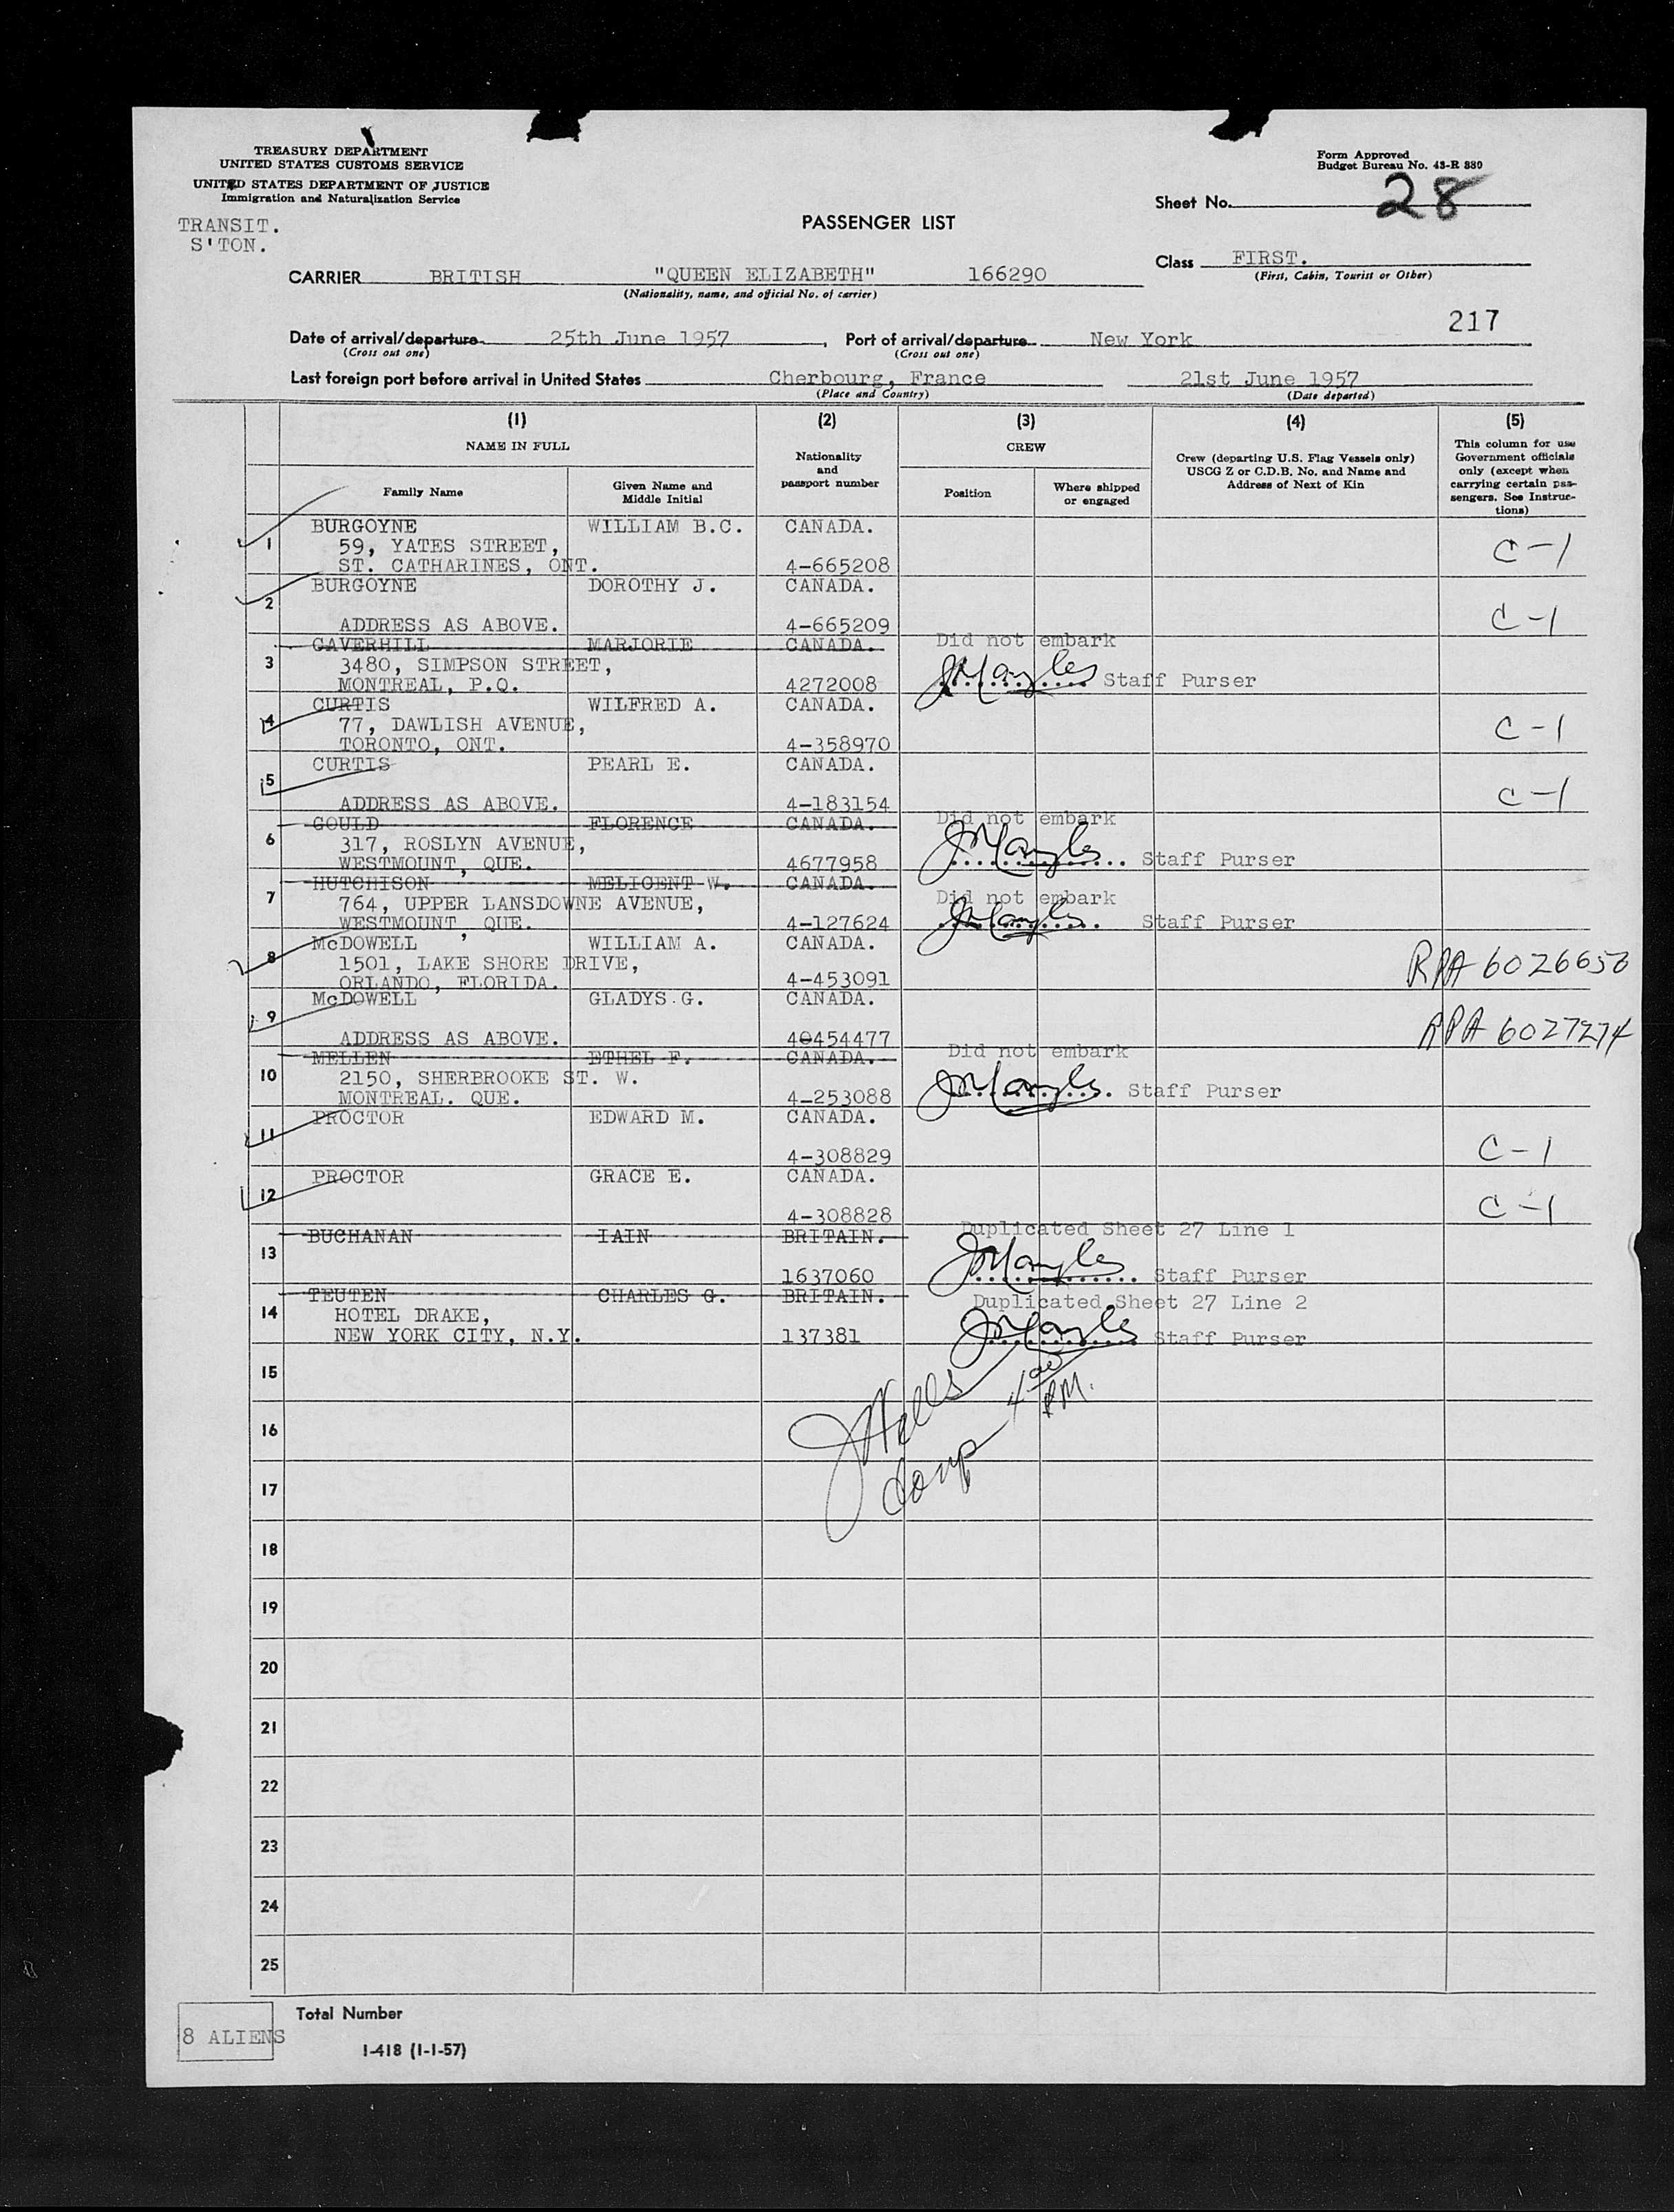 TREASURY DEPARTMENT
UNITED STATES CUSTOMS SERVICE
UNITED STATES DEPARTMENT OF JUSTICE
Immigration and Naturalization Service
TRANSIT.
S'TON.
Form Approved
Budget Bureau No. 43-R 880
Sheet No. 28
PASSENGER LIST
Class FIRST.
(First, Cabin, Tourist or Other)
CARRIER BRITISH "QUEEN ELIZABETH" 166290
(Nationality, name, and official No. of carrier)
217
Date of arrival/departure 25th June 1957, Port of arrival/departure New York
(Cross out one) (Cross out one)
Last foreign port before arrival in United States Cherbourg, France 21st June 1957
(Place and Country) (Date departed)
(1) (2) (3) (4) (5)
NAME IN FULL
Family Name
Given Name and
Middle Initial
Nationality
and
passport number
CREW
Position
Where shipped
or engaged
Crew (departing U.S. Flag Vessels only)
USCG Z or C.D.B. No. and Name and
Address of Next of Kin
This column for use
Government officials
only (except when
carrying certain pas-
sengers. See Instruc-
tions)
BURGOYNE WILLIAM B.C. CANADA.
1 59, YATES STREET, C-1
ST. CATHARINES, ONT. 4-665208
BURGOYNE DOROTHY J. CANADA.
2 C-1
ADDRESS AS ABOVE. 4-665209
CAVERHILL MARJORIE CANADA. Did not embark
3 3480, SIMPSON STREET,
MONTREAL, P.Q. 4272008 JMayles Staff Purser
CURTIS WILFRED A. CANADA.
4 77, DAWLISH AVENUE, C-1
TORONTO, ONT. 4-358970
CURTIS PEARL E. CANADA.
5 C-1
ADDRESS AS ABOVE. 4-183154
GOULD FLORENCE CANADA. Did not embark
6 317, ROSLYN AVENUE,
WESTMOUNT, QUE. 4677958 JMayles Staff Purser
HUTCHISON MELICENT W. CANADA.
7 764, UPPER LANSDOWNE AVENUE, Did not embark
WESTMOUNT, QUE. 4-127624 JMayles Staff Purser
McDOWELL WILLIAM A. CANADA.
8 1501, LAKE SHORE DRIVE,
ORLANDO, FLORIDA. 4-453091
McDOWELL GLADYS G. CANADA.
9
ADDRESS AS ABOVE. 40454477 RPA 6027274
MELLEN ETHEL F. CANADA. Did not embark
10 2150, SHERBROOKE ST. W.
MONTREAL. QUE. 4-253088 JMayles Staff Purser
PROCTOR EDWARD M. CANADA.
11 C-1
4-308829
PROCTOR GRACE E. CANADA.
12 C-1
4-308828
BUCHANAN IAIN BRITAIN. Duplicated Sheet 27 Line 1
13
1637060 JMayles Staff Purser
TEUTEN CHARLES G. BRITAIN. Duplicated Sheet 27 Line 2
14 HOTEL DRAKE,
NEW YORK CITY, N.Y. 137381 JMayles Staff Purser
15 4 00 PM.
16
17
18
19
20
21
22
23
24
25
8 ALIENS Total Number
I-418 (1-1-57)